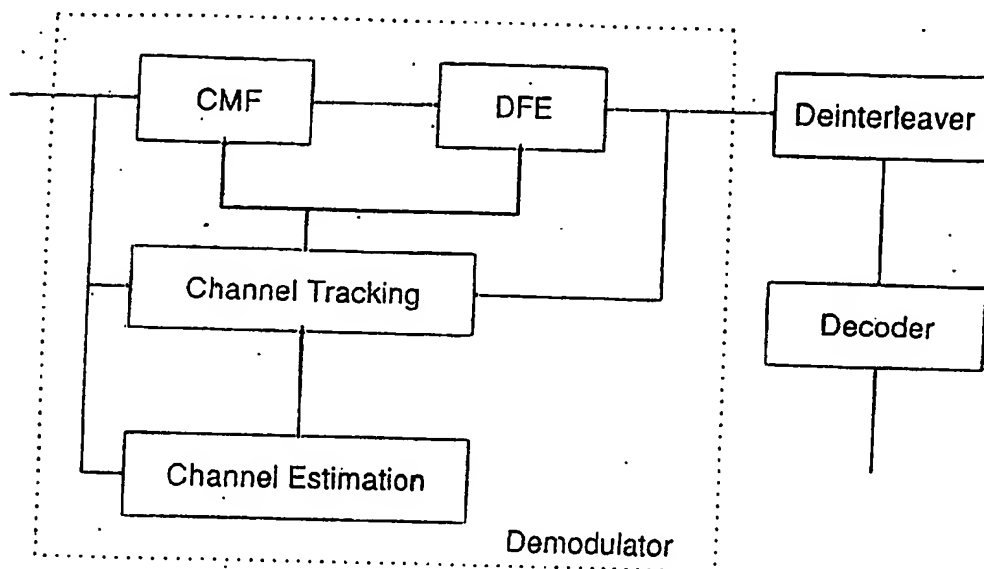 CMF
DFE
Deinterleaver
Channel Tracking
Decoder
Channel Estimation
Demodulator